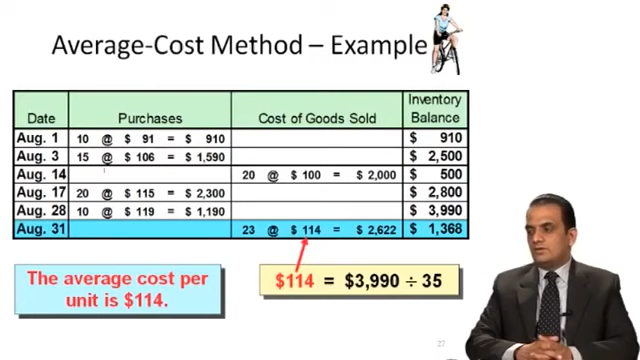 Average-Cost Method – Example
Date Purchases Cost of Goods Sold Inventory Balance
Aug. 1 10 @ $ 91 = $ 910 $ 910
Aug. 3 15 @ $ 106 = $ 1,590 $ 2,500
Aug. 14 20 @ $ 100 = $ 2,000 $ 500
Aug. 17 20 @ $ 115 = $ 2,300 $ 2,800
Aug. 28 10 @ $ 119 = $ 1,190 $ 3,990
Aug. 31 23 @ $ 114 = $ 2,622 $ 1,368
The average cost per
unit is $114.
$114 = $3,990 ÷ 35
27